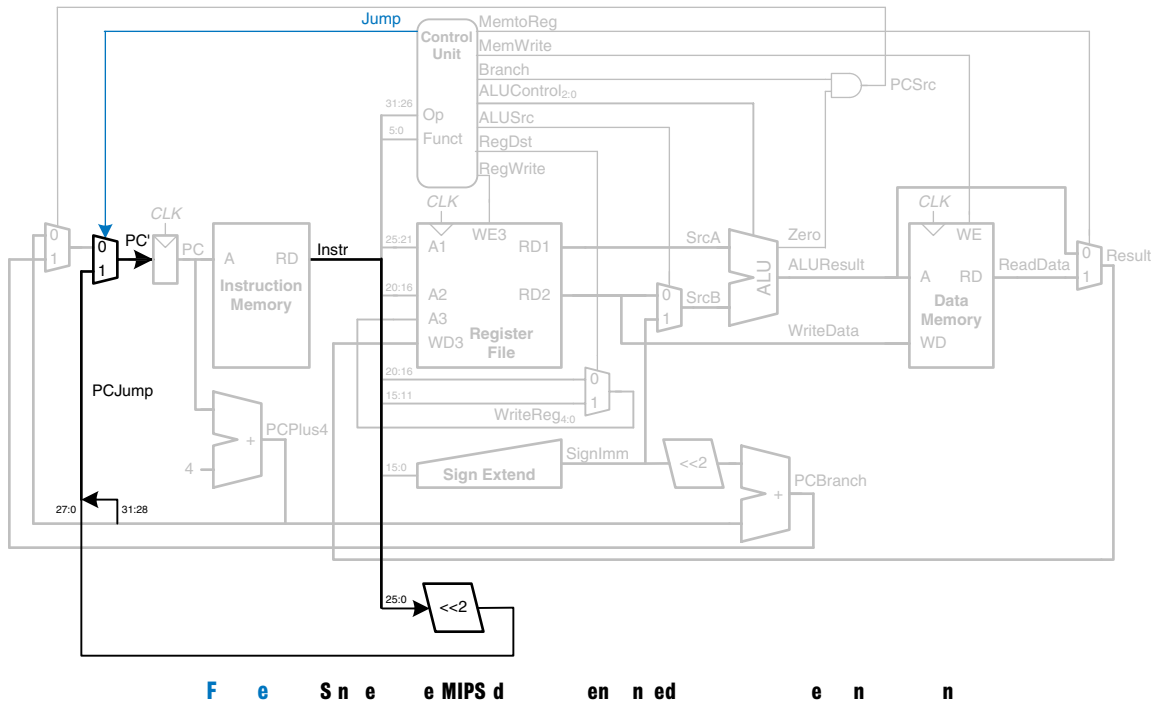 Jump
MemtoReg
Control
Unit
MemWrite
Branch
PCSrc
ALUControl2:0
31:26
Op
ALUSrc
5:0
Funct
RegDst
RegWrite
CLK
CLK
CLK
0
1
0
1
PC'
PC
A
RD
Instruction
Memory
Instr
25:21
A1
WE3
RD1
SrcA
Zero
WE
0
1
Result
ALU
ALUResult
A
RD
ReadData
Data
Memory
20:16
A2
RD2
0
1
SrcB
A3
Register
File
WD3
WriteData
WD
20:16
0
15:11
1
WriteReg4:0
PCJump
PCPlus4
+
4
SignImm
15:0
Sign Extend
<<2
PCBranch
+
27:0
31:28
25:0
<<2
MIPS